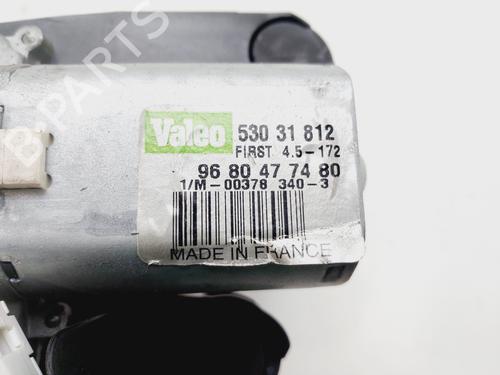 Valeo 530 31 812
FIRST 4.5-172
96 80 47 74 80
1/M-00378 340-3
MADE IN FRANCE
B-PARTS